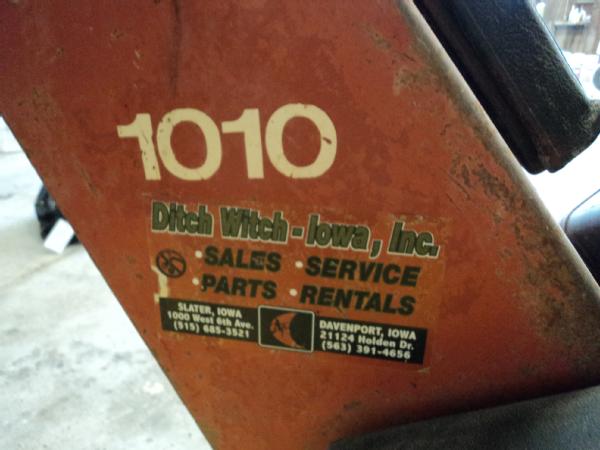 1010
Ditch Witch - Iowa, Inc.
• SALES • SERVICE
• PARTS • RENTALS
SLATER, IOWA
1000 West 6th Ave.
(515) 685-3521
DAVENPORT, IOWA
21124 Holden Dr.
(563) 391-4656